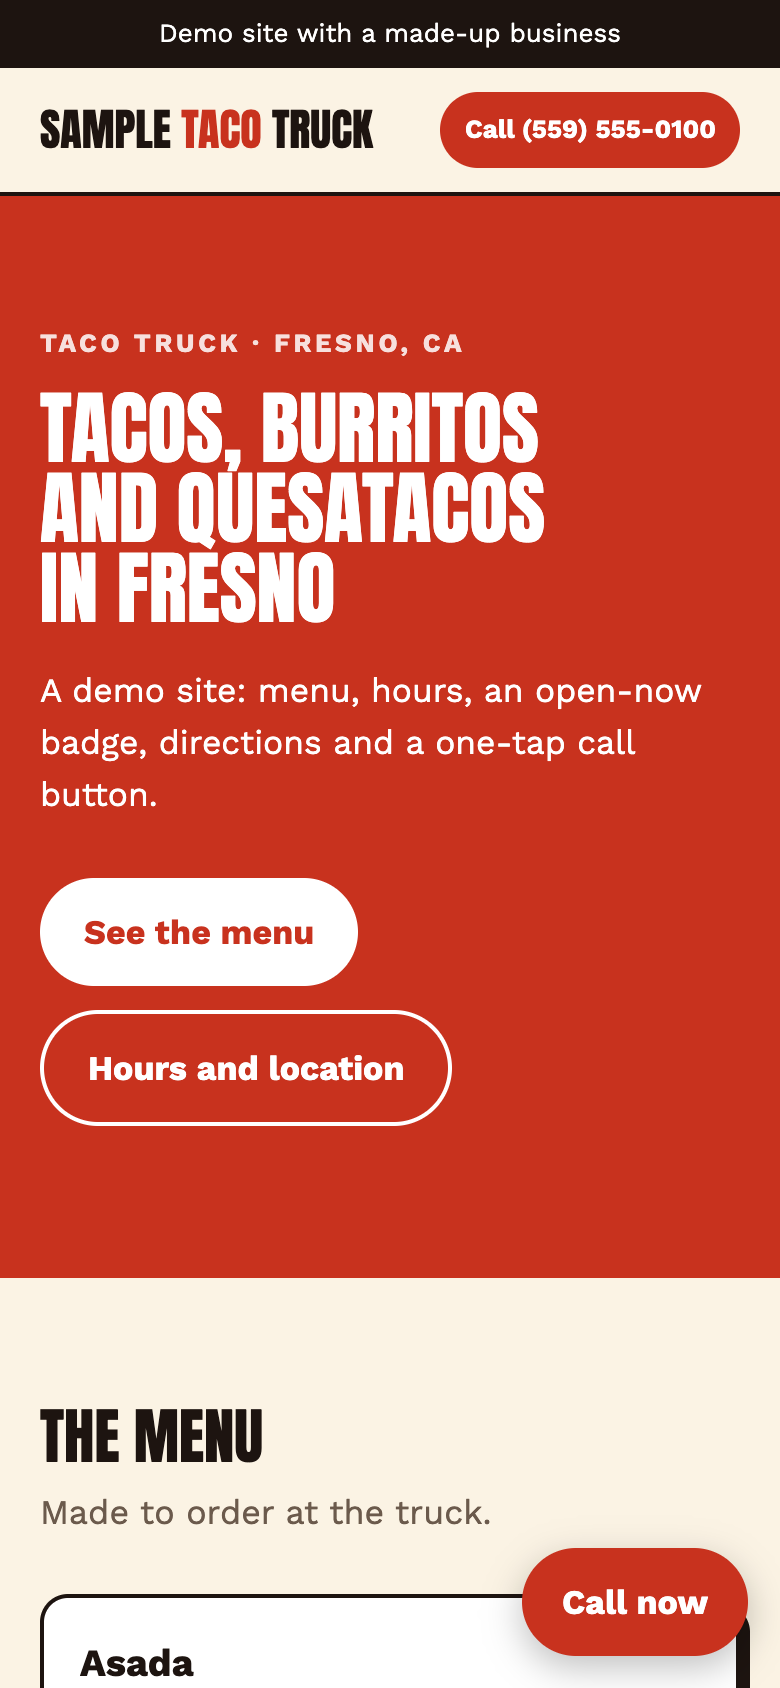 Demo site with a made-up business
SAMPLE TACO TRUCK
Call (559) 555-0100
TACO TRUCK · FRESNO, CA
TACOS, BURRITOS
AND QUESATACOS
IN FRESNO
A demo site: menu, hours, an open-now
badge, directions and a one-tap call
button.
See the menu
Hours and location
THE MENU
Made to order at the truck.
Call now
Asada